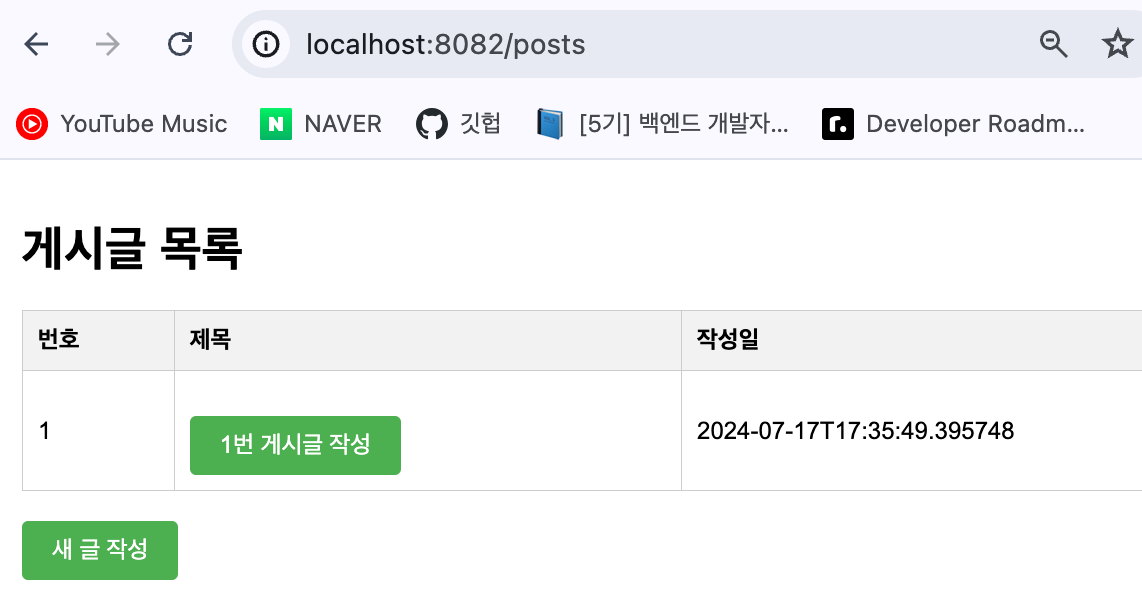 localhost:8082/posts
YouTube Music N NAVER 깃헙 [5기] 백엔드 개발자... r. Developer Roadm...
게시글 목록
번호 제목 작성일
1 1번 게시글 작성 2024-07-17T17:35:49.395748
새 글 작성